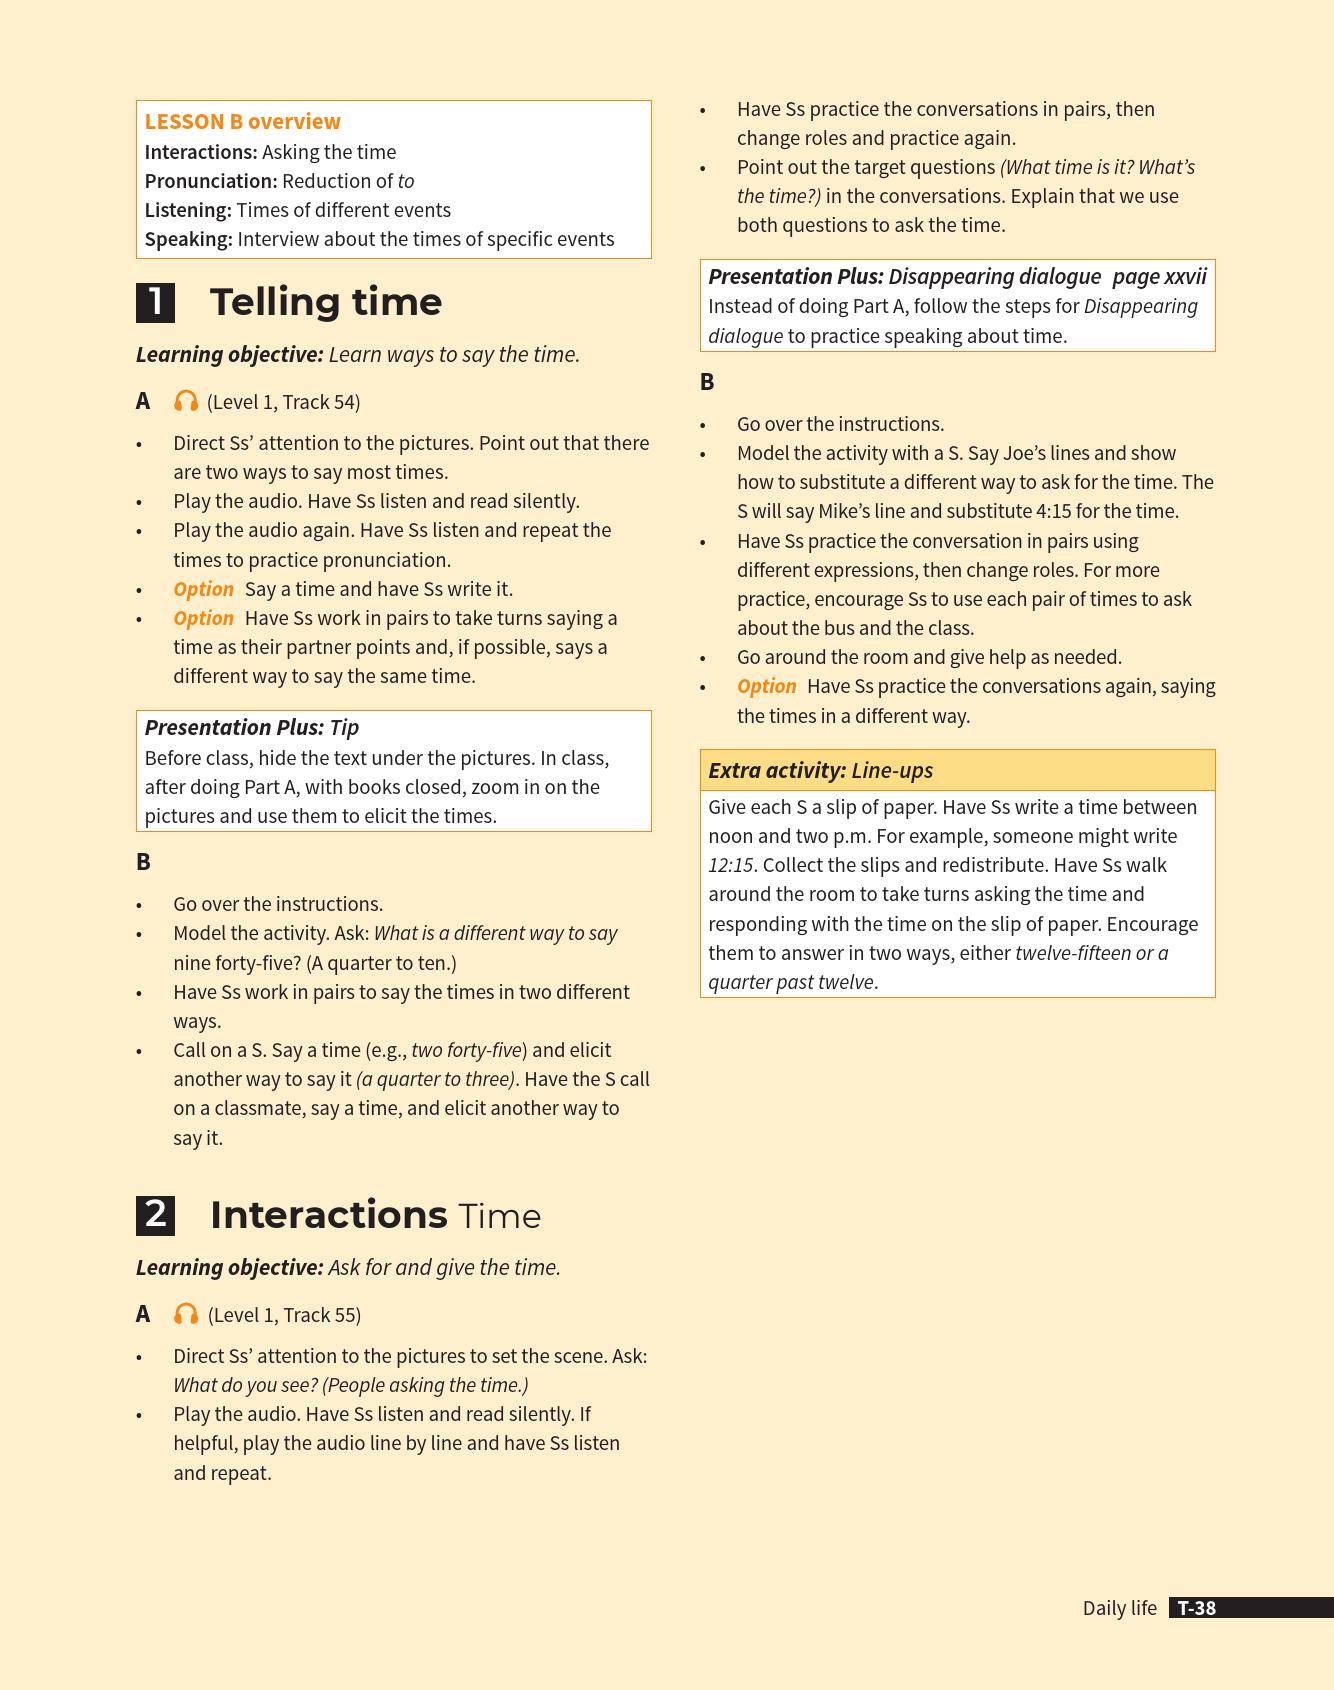 LESSON B overview
Interactions: Asking the time
Pronunciation: Reduction of to
Listening: Times of different events
Speaking: Interview about the times of specific events
1 Telling time
Learning objective: Learn ways to say the time.
A (Level 1, Track 54)
• Direct Ss’ attention to the pictures. Point out that there
are two ways to say most times.
• Play the audio. Have Ss listen and read silently.
• Play the audio again. Have Ss listen and repeat the
times to practice pronunciation.
• Option Say a time and have Ss write it.
• Option Have Ss work in pairs to take turns saying a
time as their partner points and, if possible, says a
different way to say the same time.
Presentation Plus: Tip
Before class, hide the text under the pictures. In class,
after doing Part A, with books closed, zoom in on the
pictures and use them to elicit the times.
B
• Go over the instructions.
• Model the activity. Ask: What is a different way to say
nine forty-five? (A quarter to ten.)
• Have Ss work in pairs to say the times in two different
ways.
• Call on a S. Say a time (e.g., two forty-five) and elicit
another way to say it (a quarter to three). Have the S call
on a classmate, say a time, and elicit another way to
say it.
2 Interactions Time
Learning objective: Ask for and give the time.
A (Level 1, Track 55)
• Direct Ss’ attention to the pictures to set the scene. Ask:
What do you see? (People asking the time.)
• Play the audio. Have Ss listen and read silently. If
helpful, play the audio line by line and have Ss listen
and repeat.
• Have Ss practice the conversations in pairs, then
change roles and practice again.
• Point out the target questions (What time is it? What’s
the time?) in the conversations. Explain that we use
both questions to ask the time.
Presentation Plus: Disappearing dialogue page xxvii
Instead of doing Part A, follow the steps for Disappearing
dialogue to practice speaking about time.
B
• Go over the instructions.
• Model the activity with a S. Say Joe’s lines and show
how to substitute a different way to ask for the time. The
S will say Mike’s line and substitute 4:15 for the time.
• Have Ss practice the conversation in pairs using
different expressions, then change roles. For more
practice, encourage Ss to use each pair of times to ask
about the bus and the class.
• Go around the room and give help as needed.
• Option Have Ss practice the conversations again, saying
the times in a different way.
Extra activity: Line-ups
Give each S a slip of paper. Have Ss write a time between
noon and two p.m. For example, someone might write
12:15. Collect the slips and redistribute. Have Ss walk
around the room to take turns asking the time and
responding with the time on the slip of paper. Encourage
them to answer in two ways, either twelve-fifteen or a
quarter past twelve.
Daily life T-38